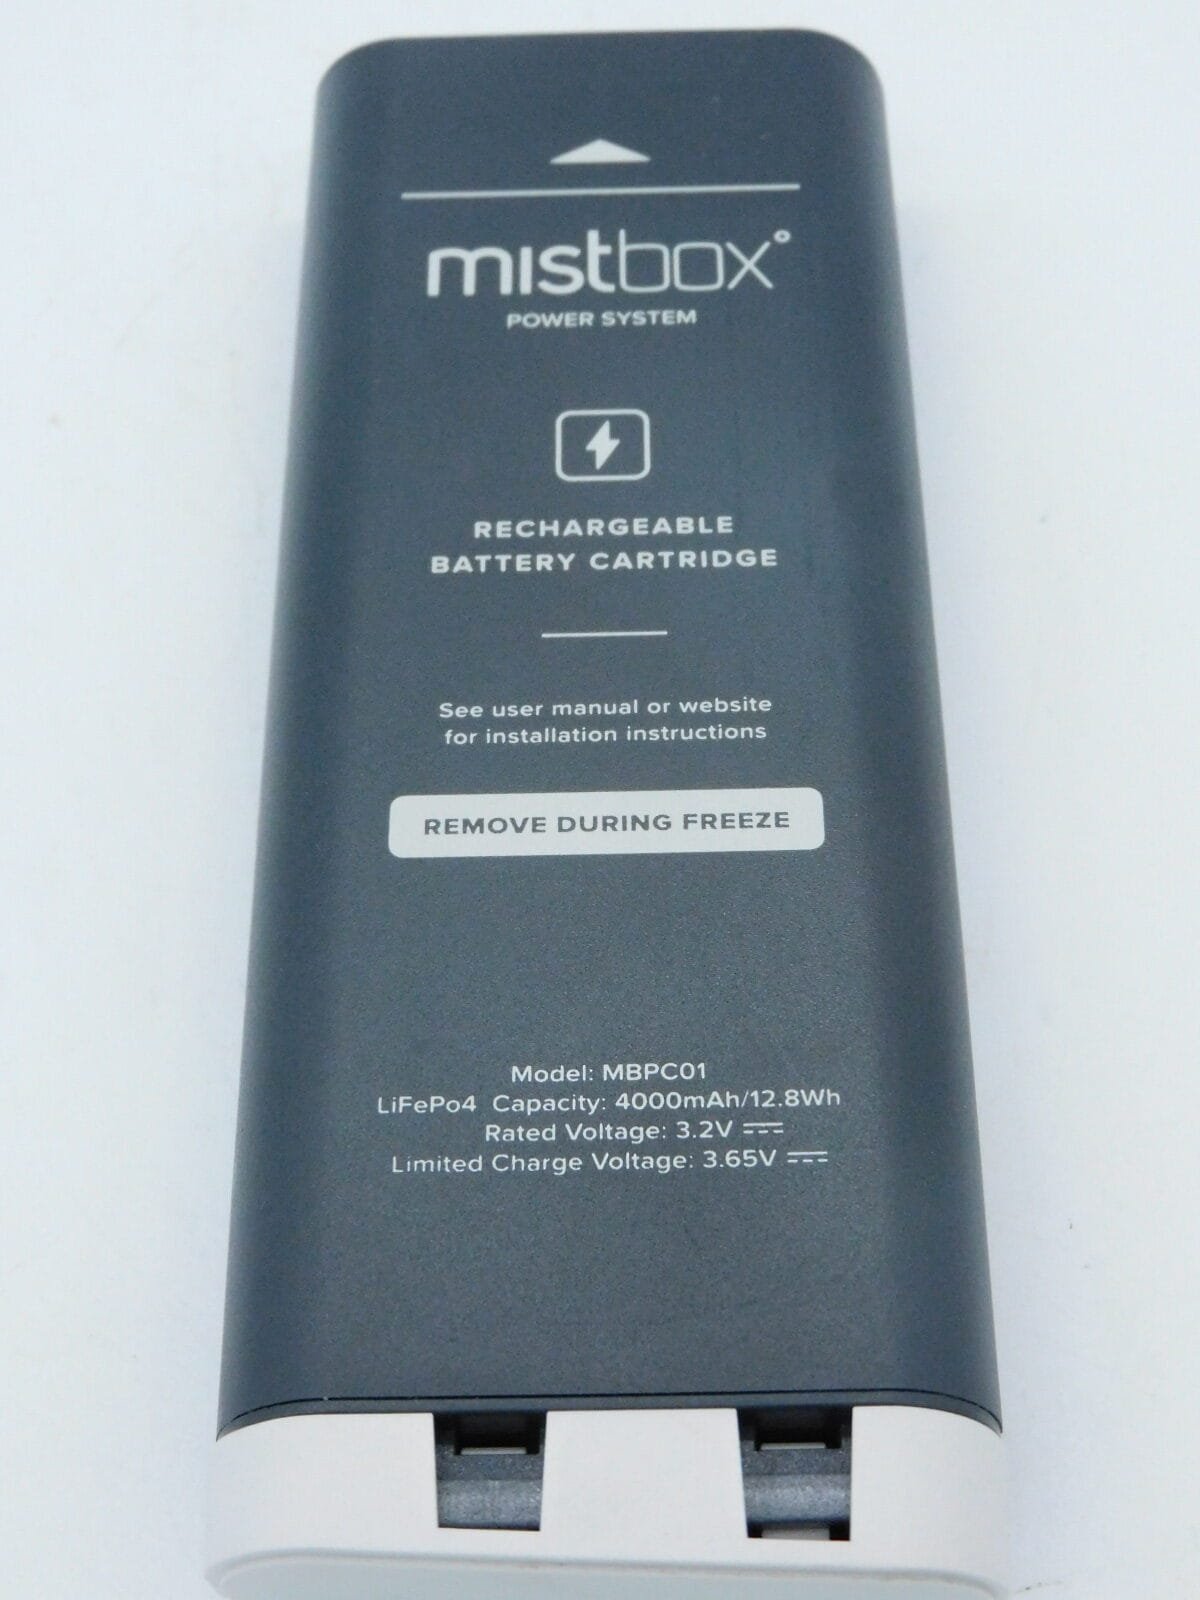 mistbox°
POWER SYSTEM
RECHARGEABLE
BATTERY CARTRIDGE
See user manual or website
for installation instructions
REMOVE DURING FREEZE
Model: MBPC01
LiFePo4 Capacity: 4000mAh/12.8Wh
Rated Voltage: 3.2V ⎓
Limited Charge Voltage: 3.65V ⎓